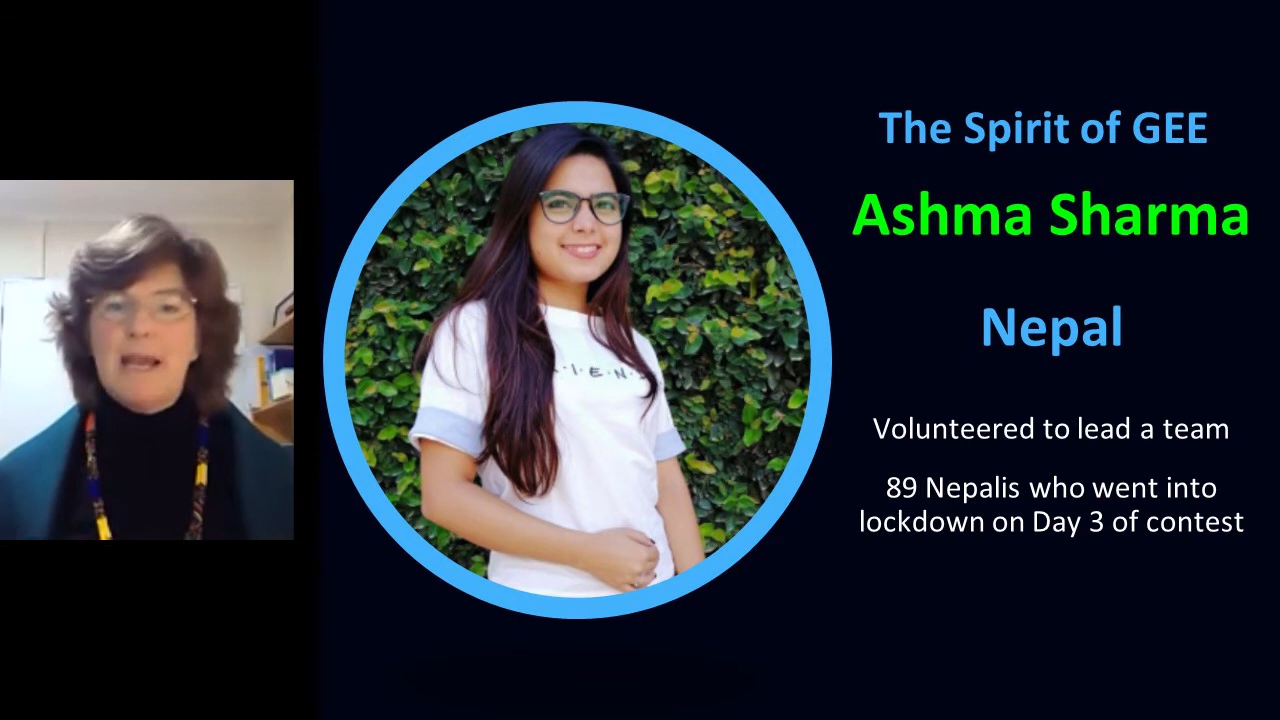 The Spirit of GEE
Ashma Sharma
Nepal
Volunteered to lead a team
89 Nepalis who went into
lockdown on Day 3 of contest